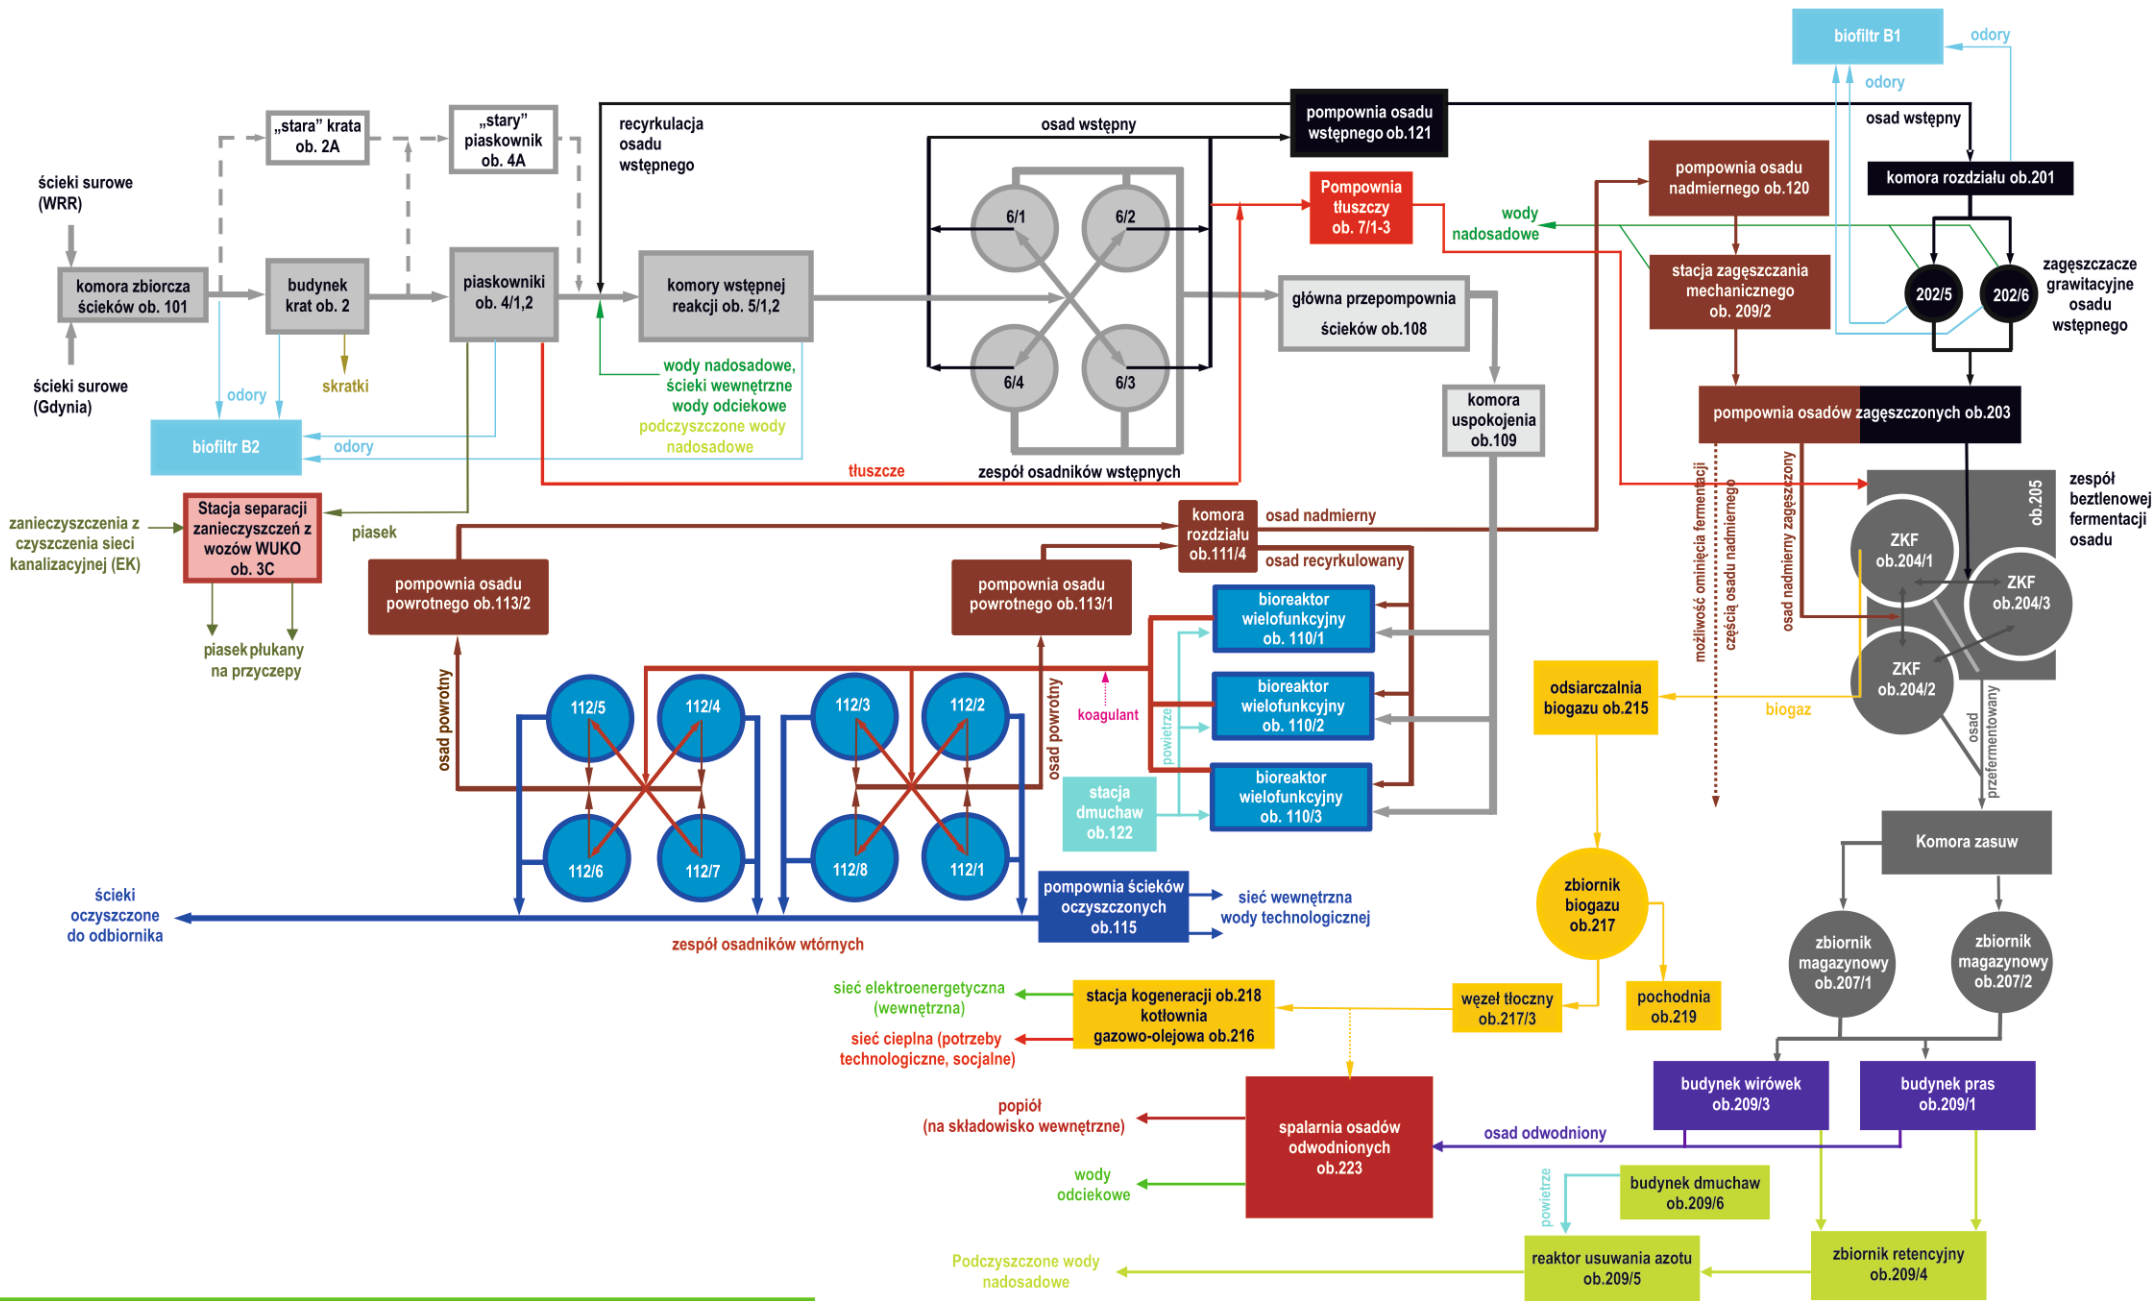 biofiltr B1
odory
odory
„stara” krata
ob. 2A
„stary”
piaskownik
ob. 4A
recyrkulacja
osadu
wstępnego
osad wstępny
pompownia osadu
wstępnego ob.121
osad wstępny
ścieki surowe
(WRR)
komora zbiorcza
ścieków ob. 101
ścieki surowe
(Gdynia)
budynek
krat ob. 2
piaskowniki
ob. 4/1,2
komory wstępnej
reakcji ob. 5/1,2
6/1
6/2
6/4
6/3
Pompownia
tłuszczy
ob. 7/1-3
główna przepompownia
ścieków ob.108
komora
uspokojenia
ob.109
wody
nadosadowe
pompownia osadu
nadmiernego ob.120
stacja zagęszczania
mechanicznego
ob. 209/2
komora rozdziału ob.201
202/5
202/6
zagęszczacze
grawitacyjne
osadu
wstępnego
skratki
odory
biofiltr B2
odory
wody nadosadowe,
ścieki wewnętrzne
wody odciekowe
podczyszczone wody
nadosadowe
tłuszcze
zespół osadników wstępnych
pompownia osadów zagęszczonych ob.203
możliwość ominięcia fermentacji
częścią osadu nadmiernego
osad nadmierny zagęszczony
ob.205
zespół
beztlenowej
fermentacji
osadu
ZKF
ob.204/1
ZKF
ob.204/3
ZKF
ob.204/2
zanieczyszczenia z
czyszczenia sieci
kanalizacyjnej (EK)
Stacja separacji
zanieczyszczeń z
wozów WUKO
ob. 3C
piasek
piasek płukany
na przyczepy
pompownia osadu
powrotnego ob.113/2
pompownia osadu
powrotnego ob.113/1
komora
rozdziału
ob.111/4
osad nadmierny
osad recyrkulowany
bioreaktor
wielofunkcyjny
ob. 110/1
bioreaktor
wielofunkcyjny
ob. 110/2
bioreaktor
wielofunkcyjny
ob. 110/3
osad powrotny
osad powrotny
koagulant
powietrze
stacja
dmuchaw
ob.122
112/5
112/4
112/3
112/2
112/6
112/7
112/8
112/1
odsiarczalnia
biogazu ob.215
biogaz
osad
przefermentowany
Komora zasuw
zbiornik
magazynowy
ob.207/1
zbiornik
magazynowy
ob.207/2
zbiornik
biogazu
ob.217
ścieki
oczyszczone
do odbiornika
pompownia ścieków
oczyszczonych
ob.115
sieć wewnętrzna
wody technologicznej
zespół osadników wtórnych
sieć elektroenergetyczna
(wewnętrzna)
sieć cieplna (potrzeby
technologiczne, socjalne)
stacja kogeneracji ob.218
kotłownia
gazowo-olejowa ob.216
węzeł tłoczny
ob.217/3
pochodnia
ob.219
budynek wirówek
ob.209/3
budynek pras
ob.209/1
popiół
(na składowisko wewnętrzne)
wody
odciekowe
spalarnia osadów
odwodnionych
ob.223
osad odwodniony
powietrze
budynek dmuchaw
ob.209/6
Podczyszczone wody
nadosadowe
reaktor usuwania azotu
ob.209/5
zbiornik retencyjny
ob.209/4